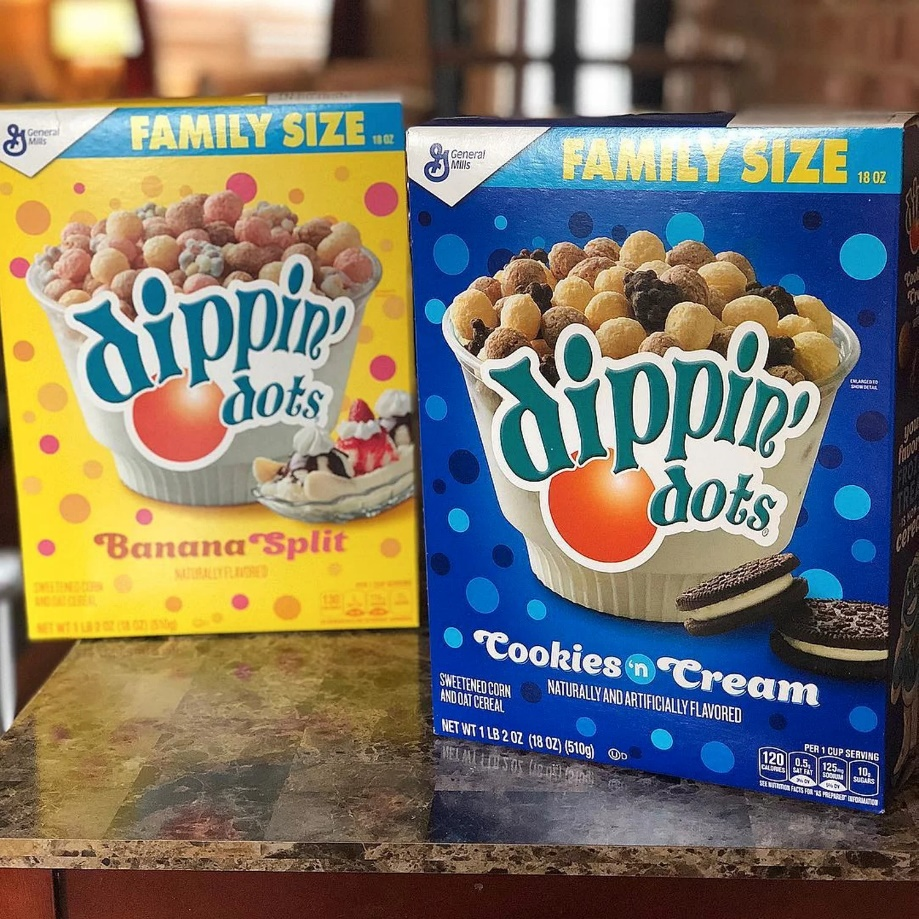 General
Mills
FAMILY SIZE 18 OZ
dippin'
dots
Banana Split
NATURALLY FLAVORED
SWEETENED CORN
AND OAT CEREAL
NET WT 1 LB 2 OZ (18 OZ) (510g)
130
General
Mills
FAMILY SIZE 18 OZ
ENLARGED TO
SHOW DETAIL
dippin'
dots®
Cookies 'n Cream
NATURALLY AND ARTIFICIALLY FLAVORED
SWEETENED CORN
AND OAT CEREAL
NET WT 1 LB 2 OZ (18 OZ) (510g) U D
PER 1 CUP SERVING
120 CALORIES
0.5g SAT FAT 3% DV
125mg SODIUM 5% DV
10g SUGARS
SEE NUTRITION FACTS FOR "AS PREPARED" INFORMATION